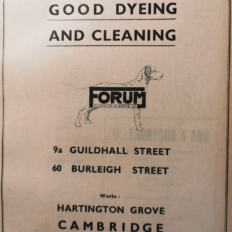 GOOD DYEING
AND CLEANING
FORUM
9a GUILDHALL STREET
60 BURLEIGH STREET
Works:
HARTINGTON GROVE
CAMBRIDGE